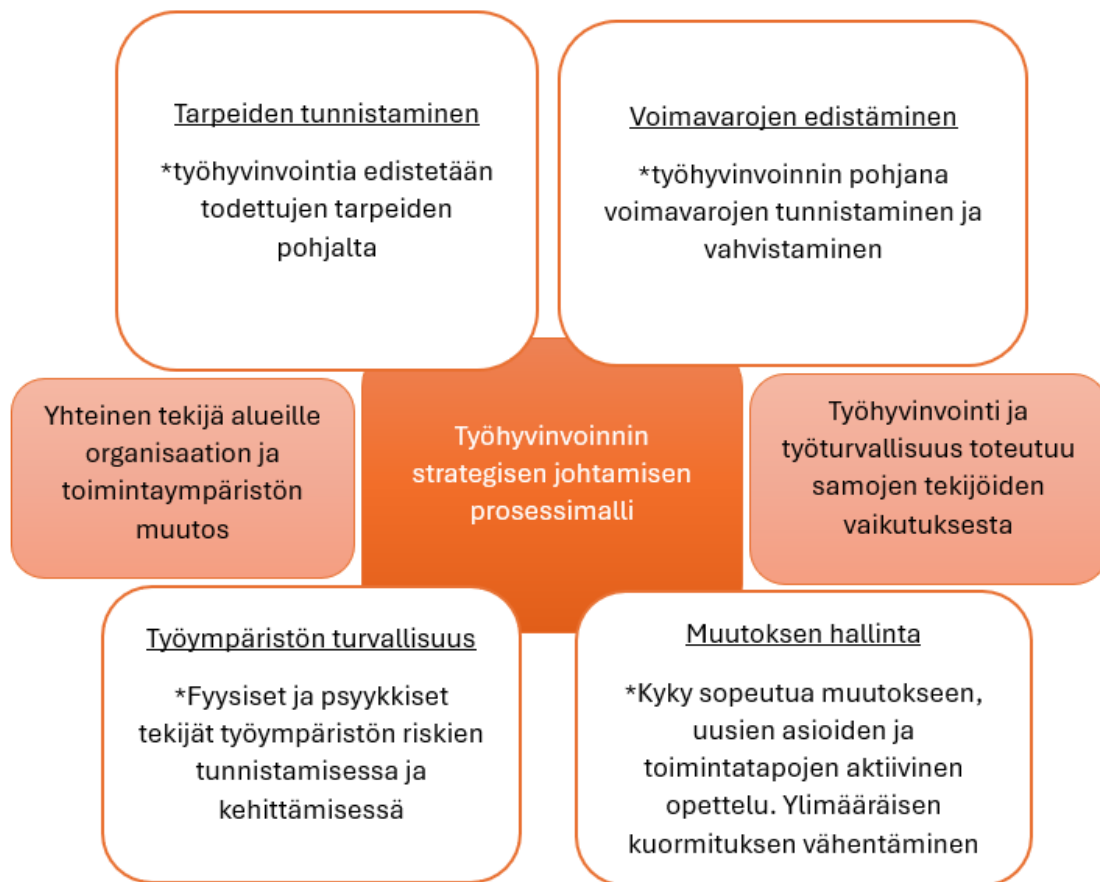 Tarpeiden tunnistaminen
*työhyvinvointia edistetään
todettujen tarpeiden
pohjalta
Voimavarojen edistäminen
*työhyvinvoinnin pohjana
voimavarojen tunnistaminen ja
vahvistaminen
Yhteinen tekijä alueille
organisaation ja
toimintaympäristön
muutos
Työhyvinvoinnin
strategisen johtamisen
prosessimalli
Työhyvinvointi ja
työturvallisuus toteutuu
samojen tekijöiden
vaikutuksesta
Työympäristön turvallisuus
*Fyysiset ja psyykkiset
tekijät työympäristön riskien
tunnistamisessa ja
kehittämisessä
Muutoksen hallinta
*Kyky sopeutua muutokseen,
uusien asioiden ja
toimintatapojen aktiivinen
opettelu. Ylimääräisen
kuormituksen vähentäminen